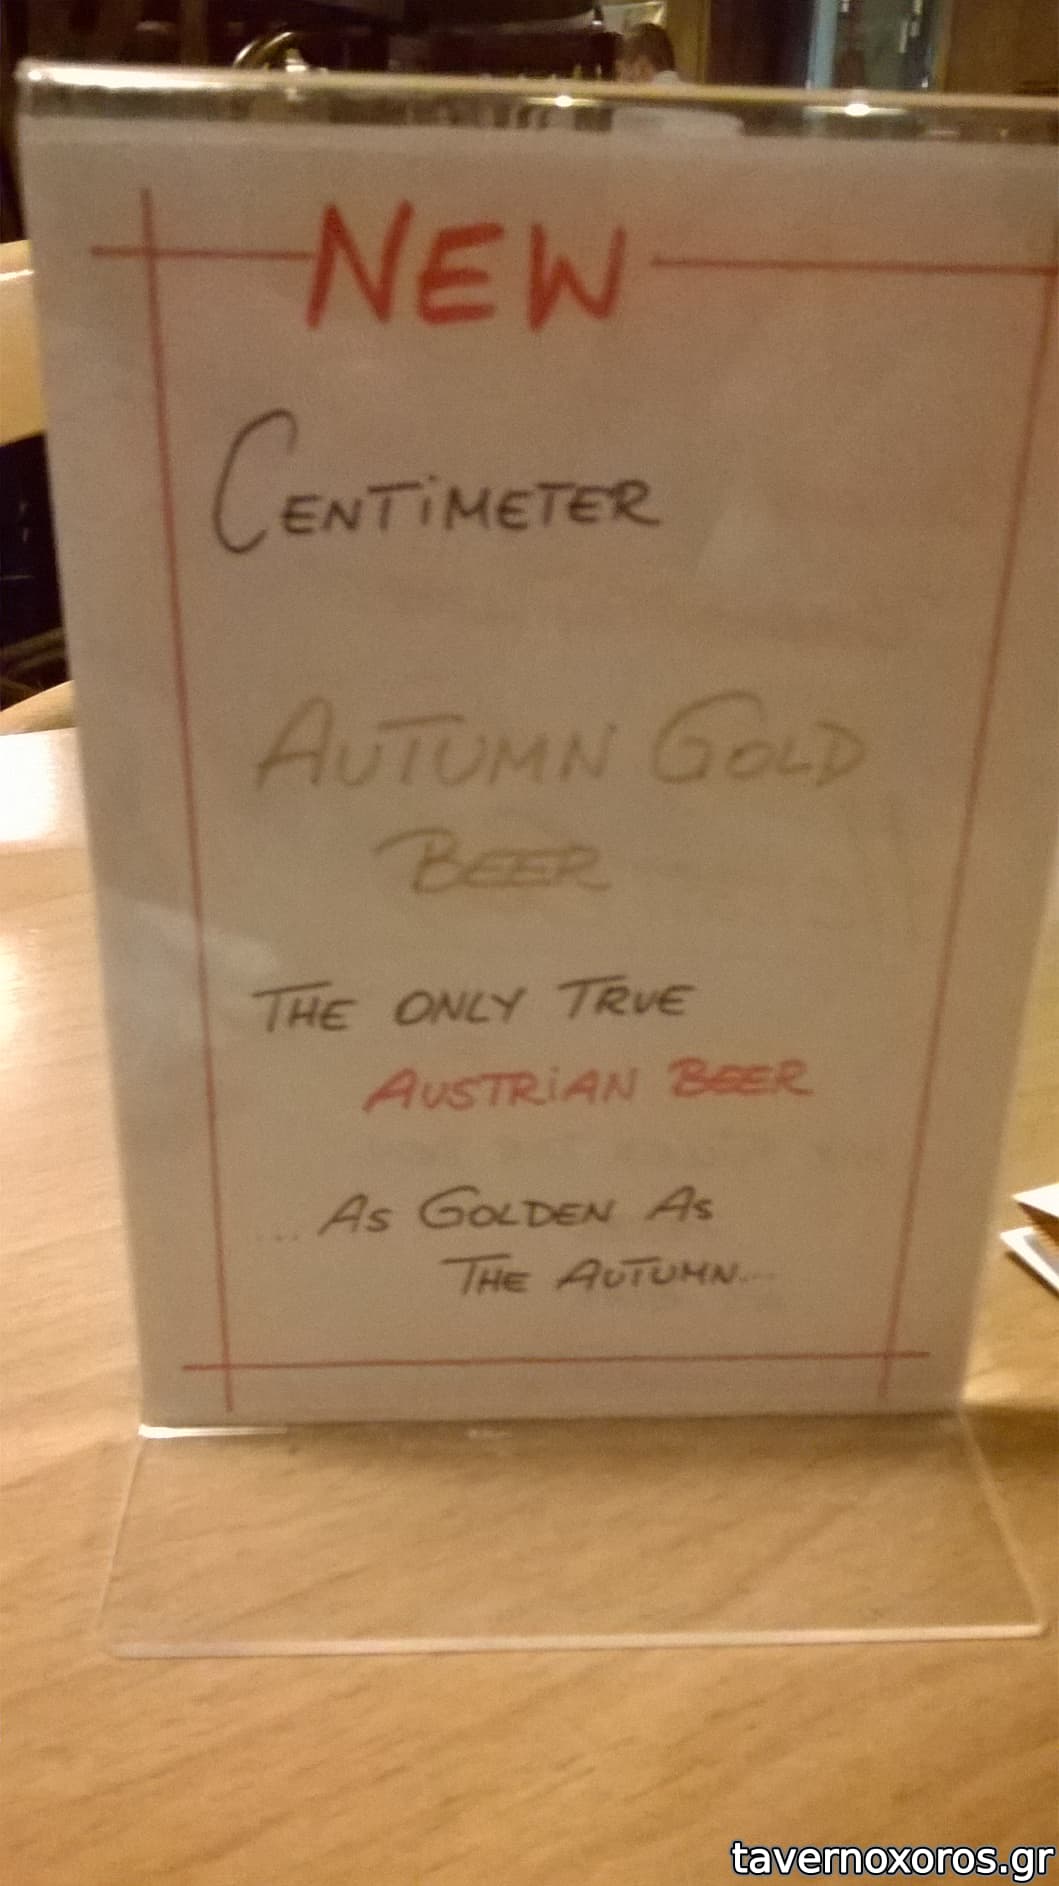 NEW
CENTiMETER
AUTUMN GOLD
BEER
THE ONLY TRUE
AUSTRiAN BEER
... AS GOLDEN AS
THE AUTUMN...
tavernoxoros.gr